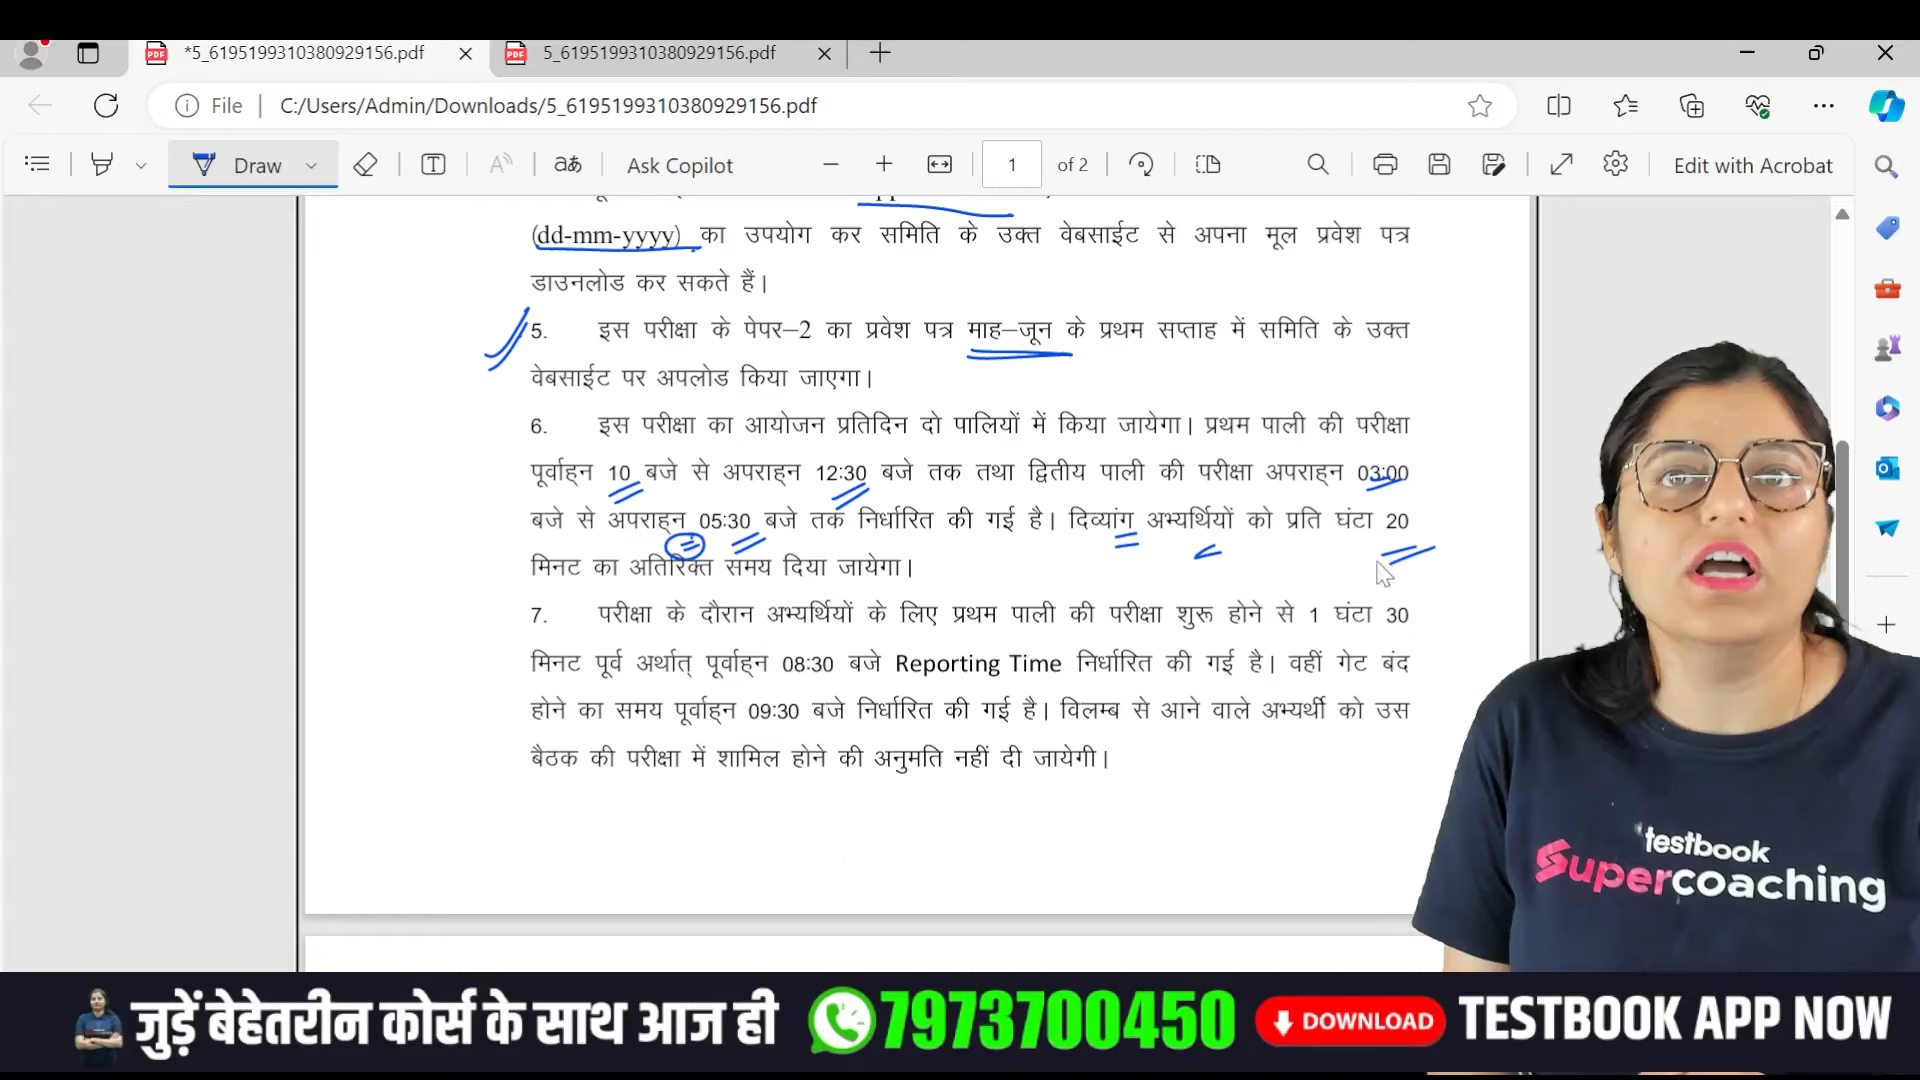 *5_6195199310380929156.pdf
5_6195199310380929156.pdf
File
C:/Users/Admin/Downloads/5_6195199310380929156.pdf
Draw
Ask Copilot
1 of 2
Edit with Acrobat
(dd-mm-yyyy) का उपयोग कर समिति के उक्त वेबसाईट से अपना मूल प्रवेश पत्र
डाउनलोड कर सकते हैं।
5. इस परीक्षा के पेपर–2 का प्रवेश पत्र माह–जून के प्रथम सप्ताह में समिति के उक्त
वेबसाईट पर अपलोड किया जाएगा।
6. इस परीक्षा का आयोजन प्रतिदिन दो पालियों में किया जायेगा। प्रथम पाली की परीक्षा
पूर्वाह्न 10 बजे से अपराह्न 12:30 बजे तक तथा द्वितीय पाली की परीक्षा अपराह्न 03:00
बजे से अपराह्न 05:30 बजे तक निर्धारित की गई है। दिव्यांग अभ्यर्थियों को प्रति घंटा 20
मिनट का अतिरिक्त समय दिया जायेगा।
7. परीक्षा के दौरान अभ्यर्थियों के लिए प्रथम पाली की परीक्षा शुरू होने से 1 घंटा 30
मिनट पूर्व अर्थात् पूर्वाह्न 08:30 बजे Reporting Time निर्धारित की गई है। वहीं गेट बंद
होने का समय पूर्वाह्न 09:30 बजे निर्धारित की गई है। विलम्ब से आने वाले अभ्यर्थी को उस
बैठक की परीक्षा में शामिल होने की अनुमति नहीं दी जायेगी।
testbook
Supercoaching
जुड़ें बेहेतरीन कोर्स के साथ आज ही 7973700450 DOWNLOAD TESTBOOK APP NOW